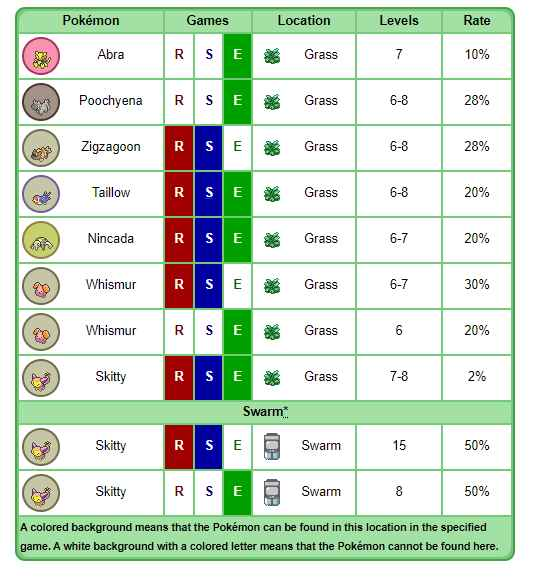 Pokémon Games Location Levels Rate
Abra R S E Grass 7 10%
Poochyena R S E Grass 6-8 28%
Zigzagoon R S E Grass 6-8 28%
Taillow R S E Grass 6-8 20%
Nincada R S E Grass 6-7 20%
Whismur R S E Grass 6-7 30%
Whismur R S E Grass 6 20%
Skitty R S E Grass 7-8 2%
Swarm*
Skitty R S E Swarm 15 50%
Skitty R S E Swarm 8 50%
A colored background means that the Pokémon can be found in this location in the specified
game. A white background with a colored letter means that the Pokémon cannot be found here.